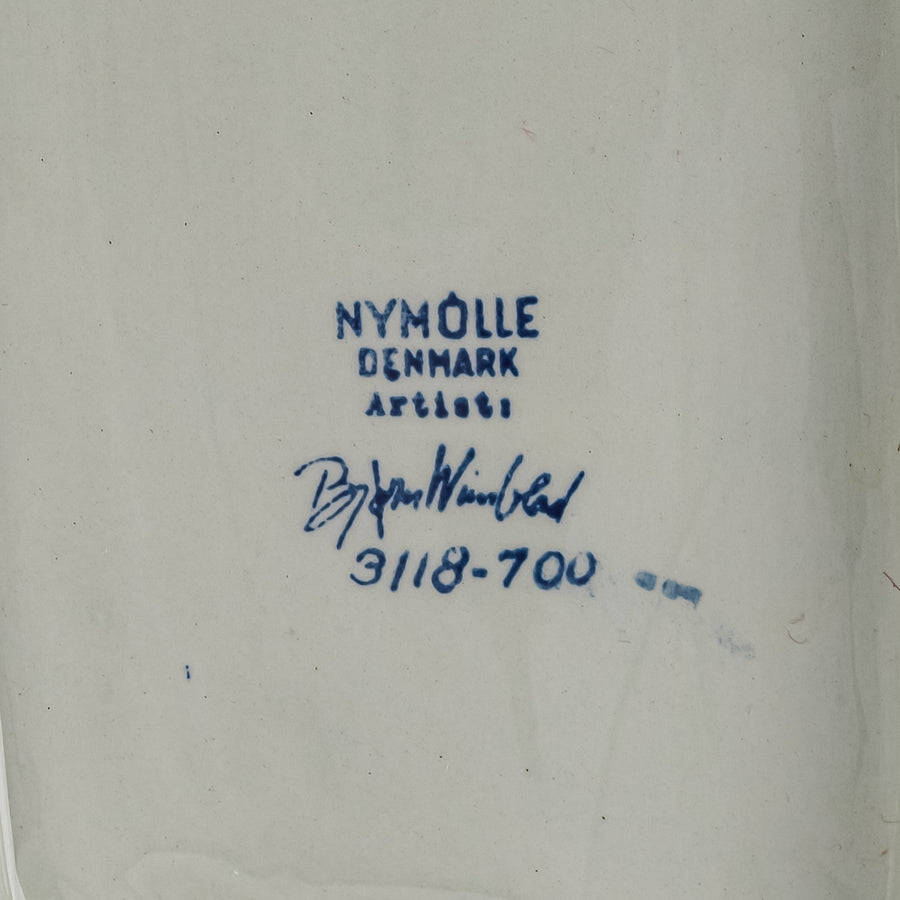 NYMÖLLE
DENMARK
Artist:
Bjørn Wiinblad
3118-700